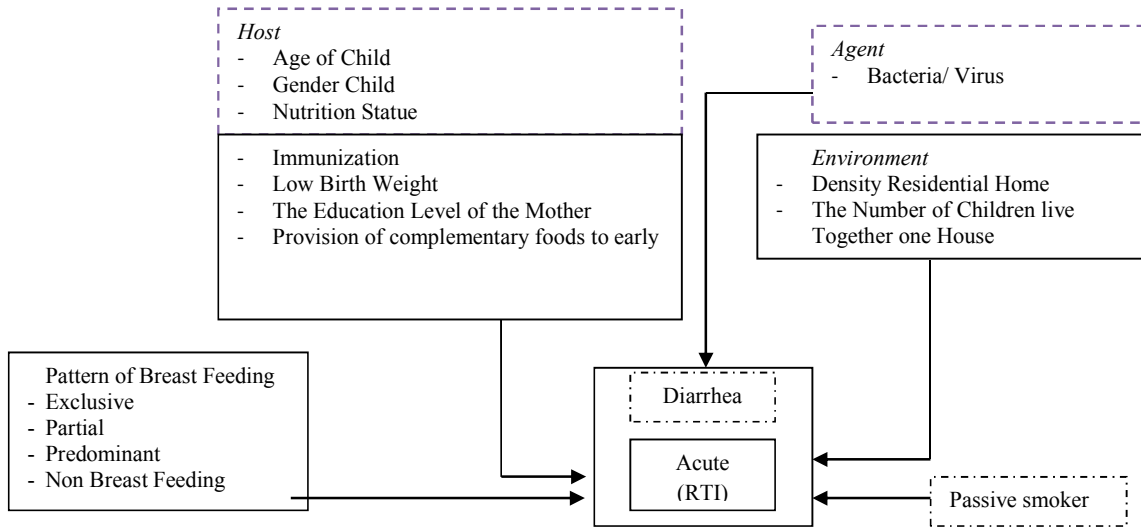 Host
- Age of Child
- Gender Child
- Nutrition Statue
- Immunization
- Low Birth Weight
- The Education Level of the Mother
- Provision of complementary foods to early
Agent
- Bacteria/ Virus
Environment
- Density Residential Home
- The Number of Children live
Together one House
Pattern of Breast Feeding
- Exclusive
- Partial
- Predominant
- Non Breast Feeding
Diarrhea
Acute
(RTI)
Passive smoker